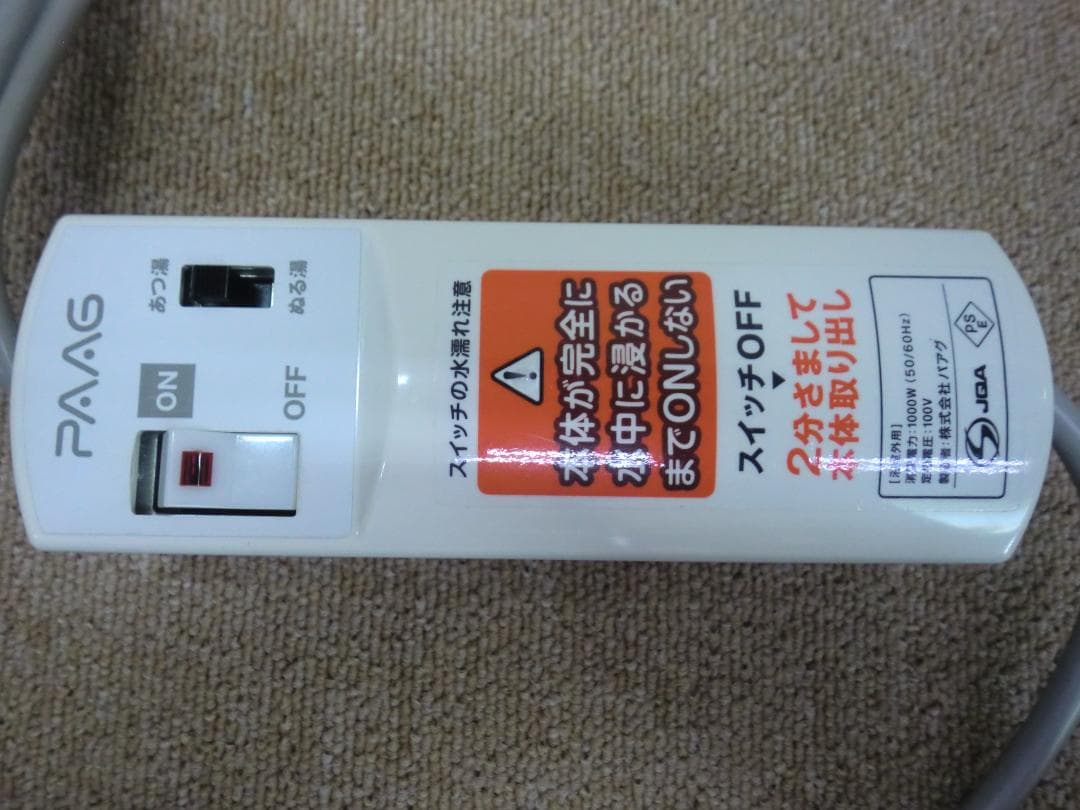 PAAG
あつ湯
ぬる湯
ON
OFF
スイッチの水濡れ注意
本体が完全に
水中に浸かる
までONしない
スイッチOFF
2分さまして
本体取り出し
消費電力:1000W(50/60Hz)
定格電圧:100V
製造者:株式会社 パアグ
PS
E
JQA